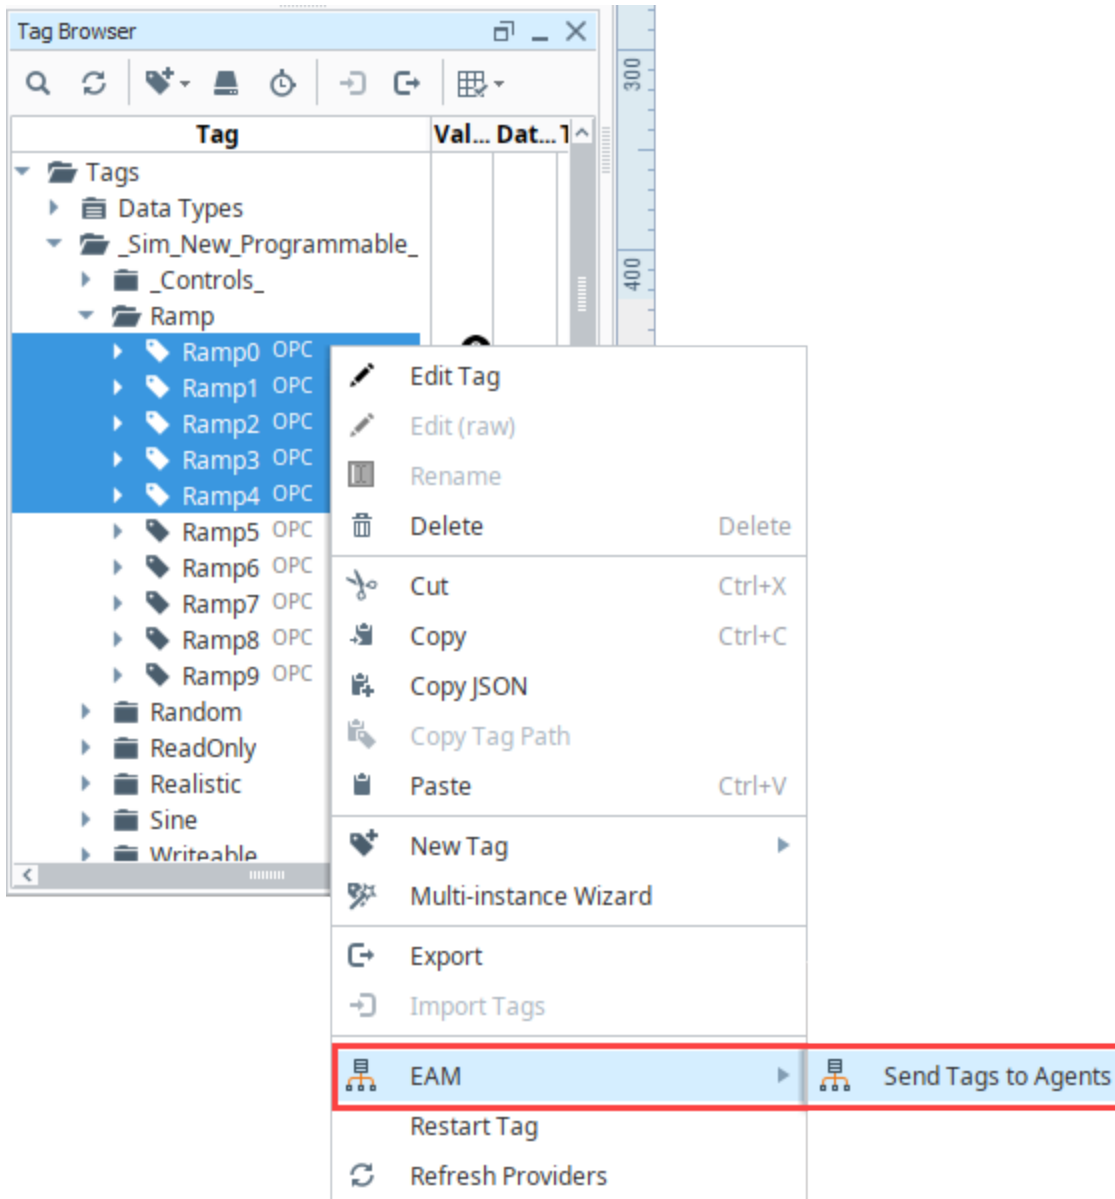 Tag Browser
300
Tag Val... Dat... T
Tags
Data Types
_Sim_New_Programmable_
_Controls_
400
Ramp
Ramp0 OPC
Ramp1 OPC
Ramp2 OPC
Ramp3 OPC
Ramp4 OPC
Ramp5 OPC
Ramp6 OPC
Ramp7 OPC
Ramp8 OPC
Ramp9 OPC
Random
ReadOnly
Realistic
Sine
Writeable
Edit Tag
Edit (raw)
Rename
Delete Delete
Cut Ctrl+X
Copy Ctrl+C
Copy JSON
Copy Tag Path
Paste Ctrl+V
New Tag
Multi-instance Wizard
Export
Import Tags
EAM Send Tags to Agents
Restart Tag
Refresh Providers